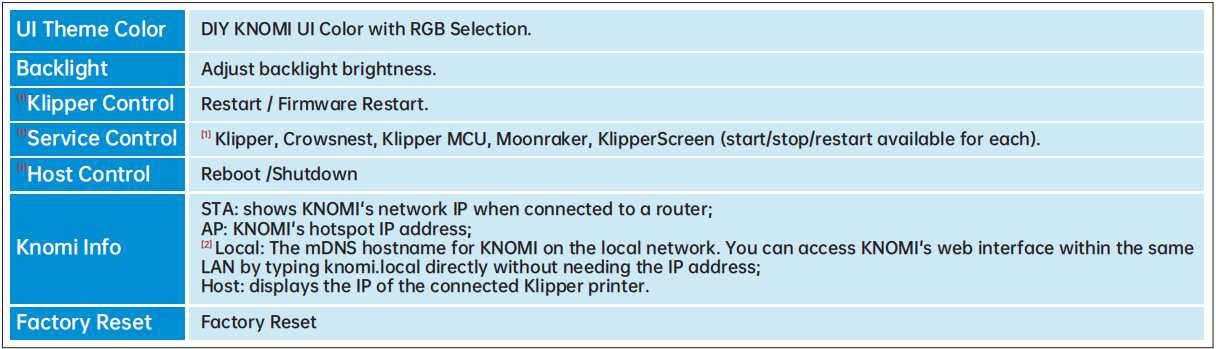 UI Theme Color DIY KNOMI UI Color with RGB Selection.
Backlight Adjust backlight brightness.
[1]Klipper Control Restart / Firmware Restart.
[1]Service Control [1] Klipper, Crowsnest, Klipper MCU, Moonraker, KlipperScreen (start/stop/restart available for each).
[1]Host Control Reboot /Shutdown
Knomi Info
STA: shows KNOMI's network IP when connected to a router;
AP: KNOMI's hotspot IP address;
[2] Local: The mDNS hostname for KNOMI on the local network. You can access KNOMI's web interface within the same
LAN by typing knomi.local directly without needing the IP address;
Host: displays the IP of the connected Klipper printer.
Factory Reset Factory Reset